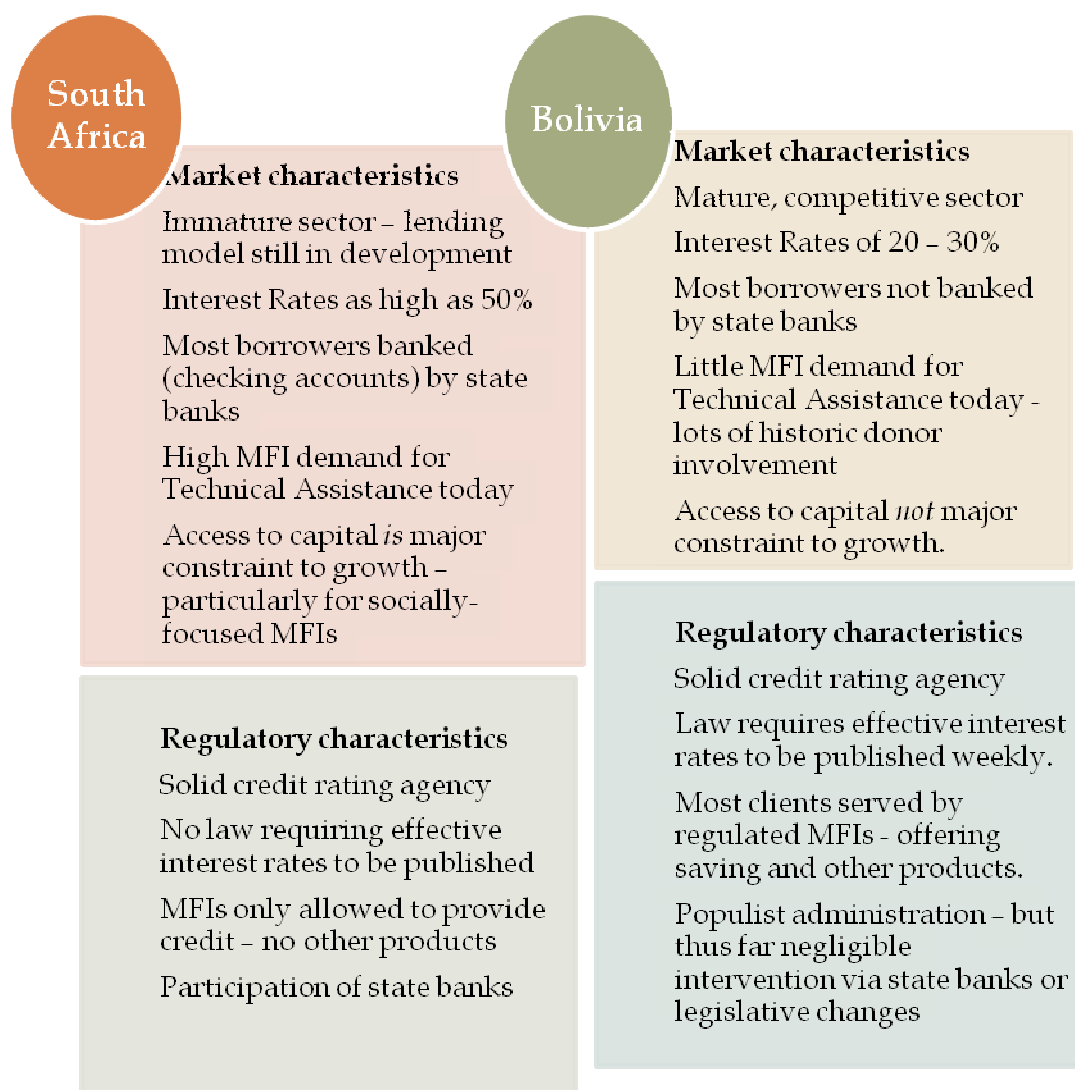 South
Africa
Market characteristics
Immature sector – lending
model still in development
Interest Rates as high as 50%
Most borrowers banked
(checking accounts) by state
banks
High MFI demand for
Technical Assistance today
Access to capital is major
constraint to growth –
particularly for socially-
focused MFIs
Regulatory characteristics
Solid credit rating agency
No law requiring effective
interest rates to be published
MFIs only allowed to provide
credit – no other products
Participation of state banks
Bolivia
Market characteristics
Mature, competitive sector
Interest Rates of 20 – 30%
Most borrowers not banked
by state banks
Little MFI demand for
Technical Assistance today -
lots of historic donor
involvement
Access to capital not major
constraint to growth.
Regulatory characteristics
Solid credit rating agency
Law requires effective interest
rates to be published weekly.
Most clients served by
regulated MFIs - offering
saving and other products.
Populist administration – but
thus far negligible
intervention via state banks or
legislative changes